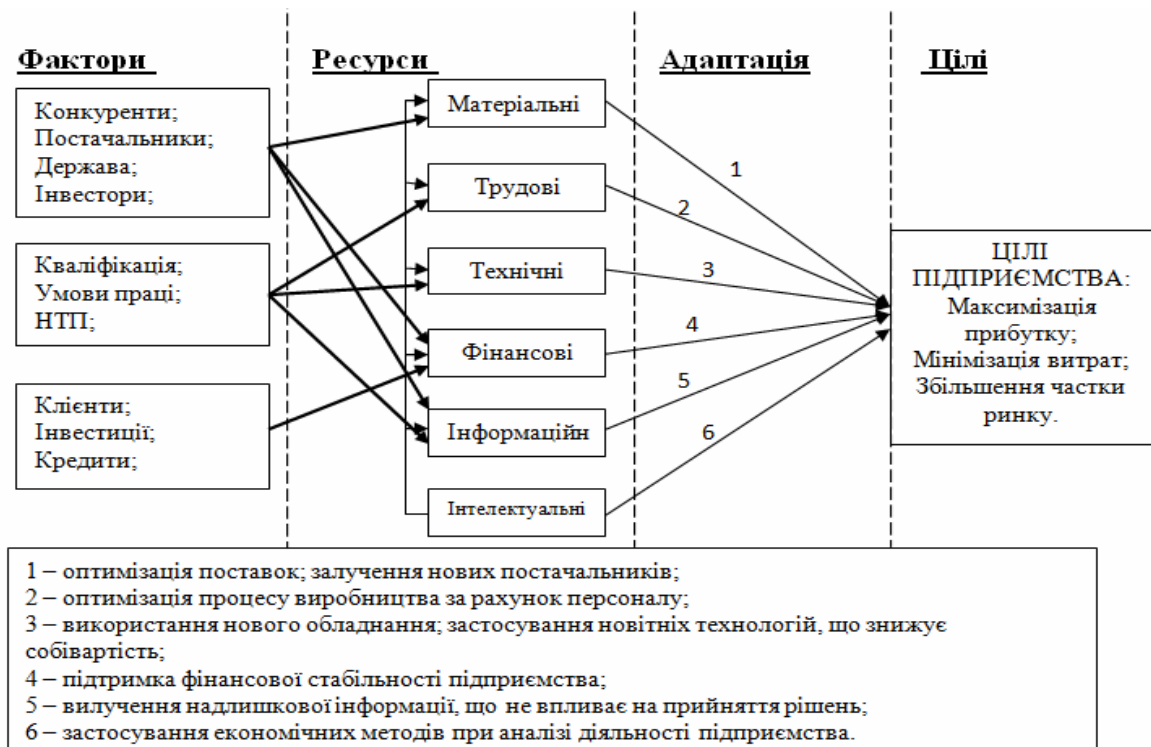 Фактори
Ресурси
Адаптація
Цілі
Конкуренти;
Постачальники;
Держава;
Інвестори;
Кваліфікація;
Умови праці;
НТП;
Клієнти;
Інвестиції;
Кредити;
Матеріальні
Трудові
Технічні
Фінансові
Інформаційн
Інтелектуальні
1
2
3
4
5
6
ЦІЛІ
ПІДПРИЄМСТВА:
Максимізація
прибутку;
Мінімізація витрат;
Збільшення частки
ринку.
1 – оптимізація поставок; залучення нових постачальників;
2 – оптимізація процесу виробництва за рахунок персоналу;
3 – використання нового обладнання; застосування новітніх технологій, що знижує
собівартість;
4 – підтримка фінансової стабільності підприємства;
5 – вилучення надлишкової інформації, що не впливає на прийняття рішень;
6 – застосування економічних методів при аналізі діяльності підприємства.